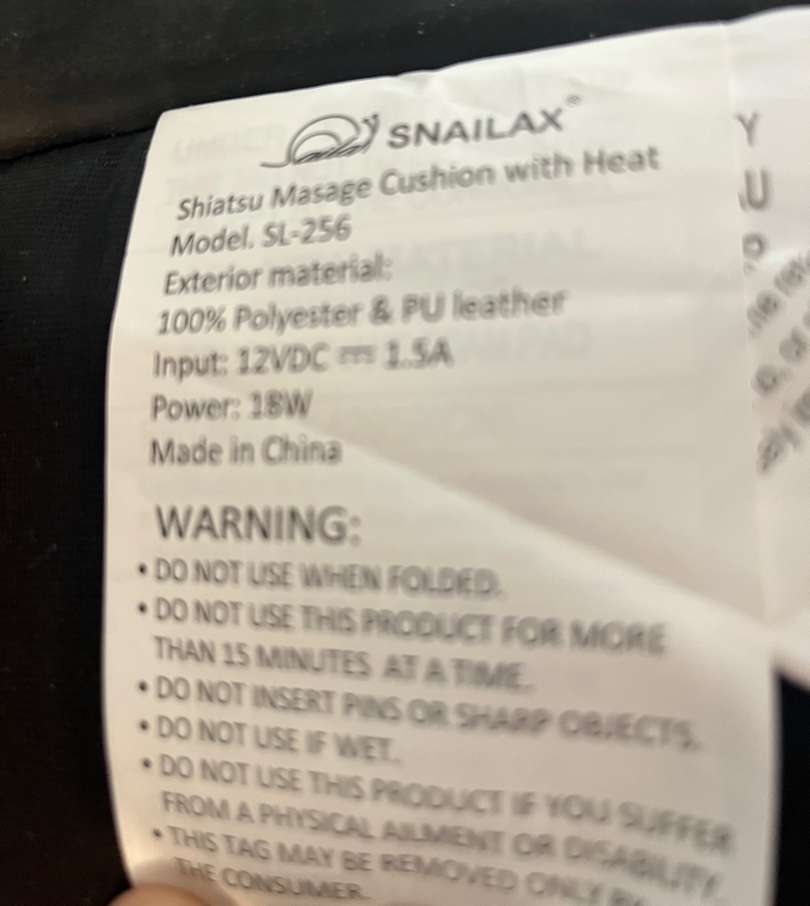 SNAILAX®
Shiatsu Masage Cushion with Heat
Model. SL-256
Exterior material:
100% Polyester & PU leather
Input: 12VDC ⎓ 1.5A
Power: 18W
Made in China
WARNING:
• DO NOT USE WHEN FOLDED.
• DO NOT USE THIS PRODUCT FOR MORE
THAN 15 MINUTES AT A TIME.
• DO NOT INSERT PINS OR SHARP OBJECTS.
• DO NOT USE IF WET.
• DO NOT USE THIS PRODUCT IF YOU SUFFER
FROM A PHYSICAL AILMENT OR DISABILITY.
• THIS TAG MAY BE REMOVED ONLY BY
THE CONSUMER.
Y
U